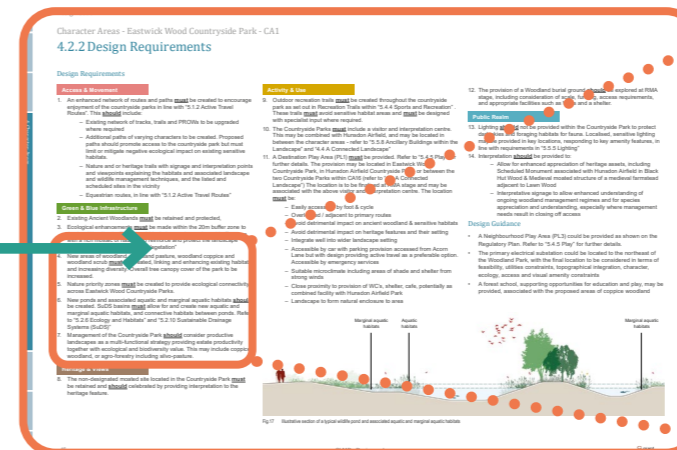 Character Areas - Eastwick Wood Countryside Park - CA1
4.2.2 Design Requirements
Design Requirements
Access & Movement
1. An enhanced network of routes and paths must be created to encourage
enjoyment of the countryside parks in line with "5.1.2 Active Travel
Routes". This should include:
– Existing network of tracks, trails and PROWs to be upgraded
where required
– Additional paths of varying characters to be created. Proposed
paths should promote access to the countryside park but must
limit or mitigate negative ecological impact on existing sensitive
habitats.
– Nature and or heritage trails with signage and interpretation points
and viewpoints explaining the habitats and associated landscape
and wildlife management techniques, and the listed and
scheduled sites in the vicinity
– Equestrian routes, in line with "5.1.2 Active Travel Routes"
Green & Blue Infrastructure
2. Existing Ancient Woodlands must be retained and protected,
3. Ecological enhancements must be made within the 20m buffer zone to
4. New areas of woodland pasture, woodland coppice and
woodland scrub must be created, linking and enhancing existing habitat
and increasing diversity. Overall tree canopy cover of the park to be
increased.
5. Nature priority zones must be created to provide ecological connectivity
across Eastwick Wood Countryside Parks.
6. New ponds and associated aquatic and marginal aquatic habitats should
be created. SuDS basins must allow for and create new aquatic and
marginal aquatic habitats, and connective habitats between ponds. Refer
to "5.2.6 Ecology and Habitats" and "5.2.10 Sustainable Drainage
Systems (SuDS)"
7. Management of the Countryside Park should consider productive
landscapes as a multi-functional strategy providing estate productivity
together with ecological and biodiversity value. This may include coppice
woodland, or agro-forestry including silvo-pasture.
Heritage & Views
8. The non-designated moated site located in the Countryside Park must
be retained and should celebrated by providing interpretation to the
heritage feature.
Activity & Use
9. Outdoor recreation trails must be created throughout the countryside
park as set-out in Recreation Trails within "5.4.4 Sports and Recreation".
These trails must avoid sensitive habitat areas and must be designed
with specialist input where required.
10. The Countryside Parks must include a visitor and interpretation centre.
This may be combined with Hunsdon Airfield, and may be located in
between the character areas - refer to "5.5.8 Ancillary Buildings within the
Landscape" and "4.4 A Connected Landscape"
11. A Destination Play Area (PL1) must be provided. Refer to "5.4.5 Play" for
further details. The provision may be located in Eastwick Wood
Countryside Park, in Hunsdon Airfield Countryside Park or between the
two Countryside Parks within CA16 (refer to "4.4 A Connected
Landscape") The location is to be finalised at RMA stages and may be
associated with the above visitor and interpretation centre. The location
must be:
– Easily accessible by foot & cycle
– Overlooked / adjacent to primary routes
– Avoid detrimental impact on ancient woodland & sensitive habitats
– Avoid detrimental impact on heritage features and their setting
– Integrate well into wider landscape setting
– Accessible by car with parking provision accessed from Acorn
Lane but with design providing active travel as a preferable option.
Accessible by emergency services
– Suitable microclimate including areas of shade and shelter from
strong winds
– Close proximity to provision of WC's, shelter, cafe, potentially as
combined facility with Hunsdon Airfield Park
– Landscape to form natural enclosure to area
12. The provision of a Woodland burial ground should be explored at RMA
stage, including consideration of scale, funding, access requirements,
and appropriate facilities such as and a shelter.
Public Realm
13. Lighting should not be provided within the Countryside Park to protect
and foraging habitats for fauna. Localised, sensitive lighting
may be provided in key locations, responding to key amenity features, in
line with requirements in "5.5.5 Lighting"
14. Interpretation should be provided to:
– Allow for enhanced appreciation of heritage assets, including
Scheduled Monument associated with Hunsdon Airfield in Black
Hut Wood & Medieval moated structure of a medieval farmstead
adjacent to Lawn Wood
– Interpretative signage to allow enhanced understanding of
ongoing woodland management regimes and for species
appreciation and understanding, especially where management
needs result in closing off access
Design Guidance
• A Neighbourhood Play Area (PL3) could be provided as shown on the
Regulatory Plan. Refer to "5.4.5 Play" for further details.
• The primary electrical substation could be located to the northeast of
the Woodland Park, with the final location to be considered in terms of
feasibility, utilities constraints, topographical integration, character,
ecology, access and visual amenity constraints
• A forest school, supporting opportunities for education and play, may be
provided, associated with the proposed areas of coppice woodland
Marginal aquatic
habitats
Aquatic
habitats
Marginal aquatic
habitats
Fig.17 Illustrative section of a typical wildlife pond and associated aquatic and marginal aquatic habitats